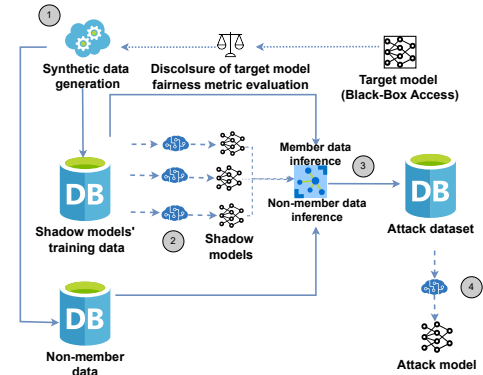 1
Synthetic data
generation
Discolsure of target model
fairness metric evaluation
Target model
(Black-Box Access)
Member data
inference
3
DB
DB
Non-member data
inference
Shadow models'
training data
2
Shadow
models
Attack dataset
DB
4
Non-member
data
Attack model